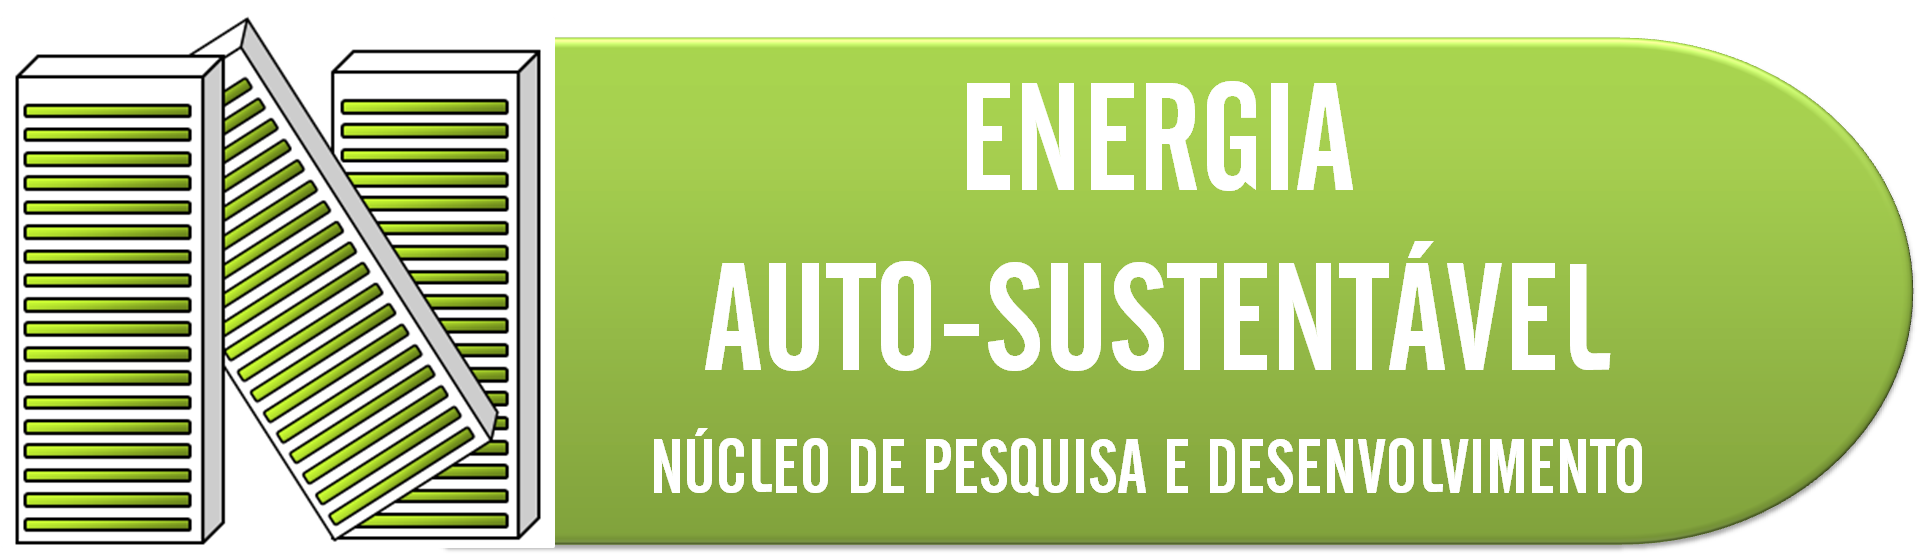 ENERGIA
AUTO-SUSTENTÁVEL
NÚCLEO DE PESQUISA E DESENVOLVIMENTO